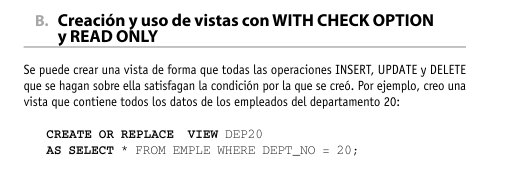 B. Creación y uso de vistas con WITH CHECK OPTION
y READ ONLY
Se puede crear una vista de forma que todas las operaciones INSERT, UPDATE y DELETE
que se hagan sobre ella satisfagan la condición por la que se creó. Por ejemplo, creo una
vista que contiene todos los datos de los empleados del departamento 20:
CREATE OR REPLACE VIEW DEP20
AS SELECT * FROM EMPLE WHERE DEPT_NO = 20;